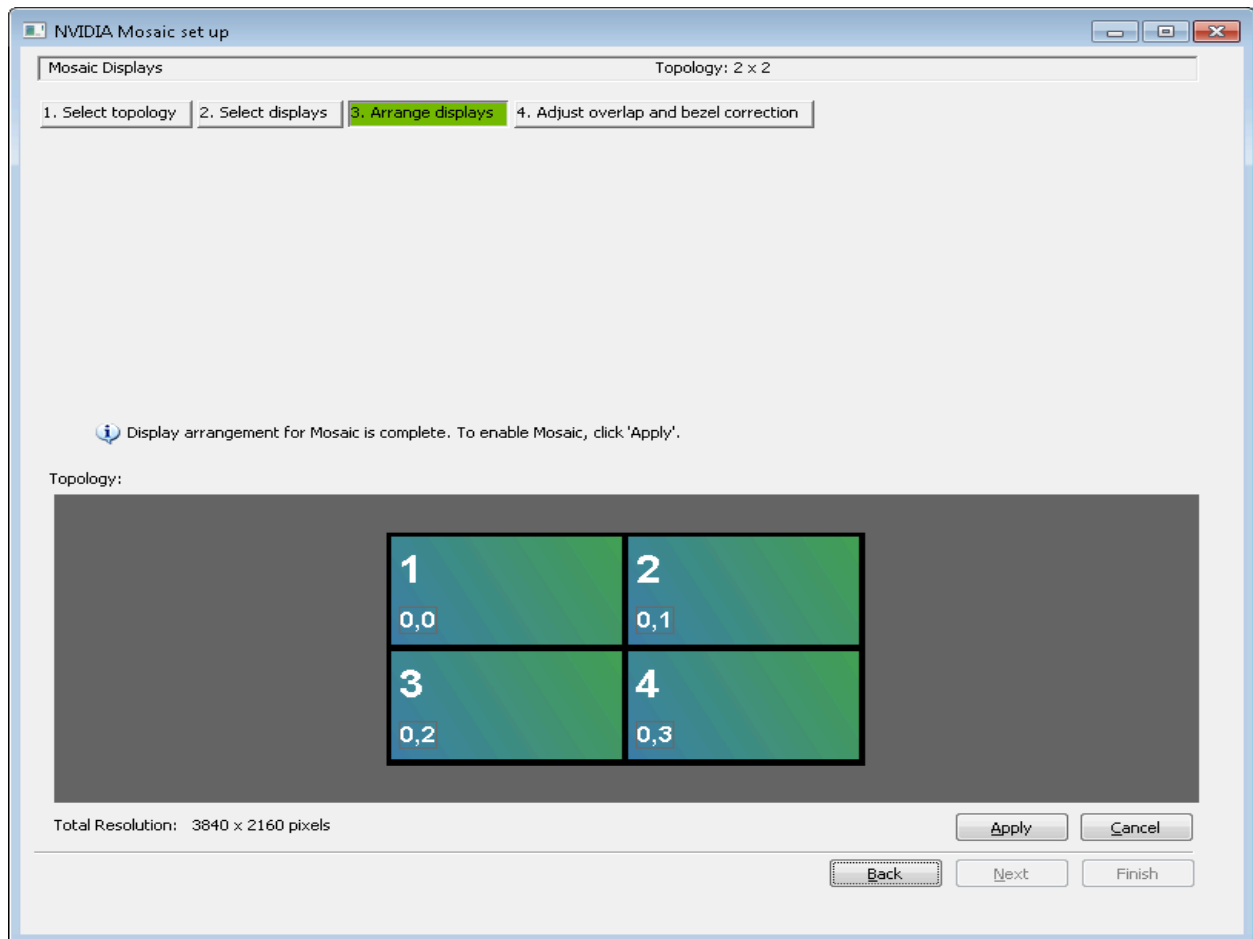 NVIDIA Mosaic set up
Mosaic Displays Topology: 2 x 2
1. Select topology 2. Select displays 3. Arrange displays 4. Adjust overlap and bezel correction
Display arrangement for Mosaic is complete. To enable Mosaic, click 'Apply'.
Topology:
1 2
0,0 0,1
3 4
0,2 0,3
Total Resolution: 3840 x 2160 pixels Apply Cancel
Back Next Finish